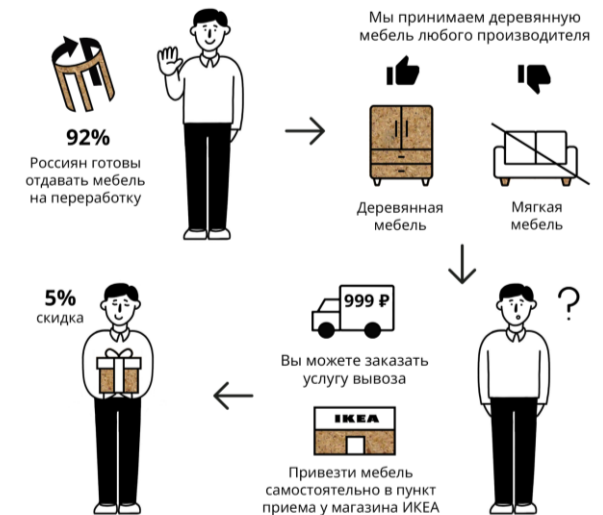 92%
Россиян готовы
отдавать мебель
на переработку
Мы принимаем деревянную
мебель любого производителя
Деревянная
мебель
Мягкая
мебель
?
999 ₽
Вы можете заказать
услугу вывоза
IKEA
Привезти мебель
самостоятельно в пункт
приема у магазина ИКЕА
5%
скидка